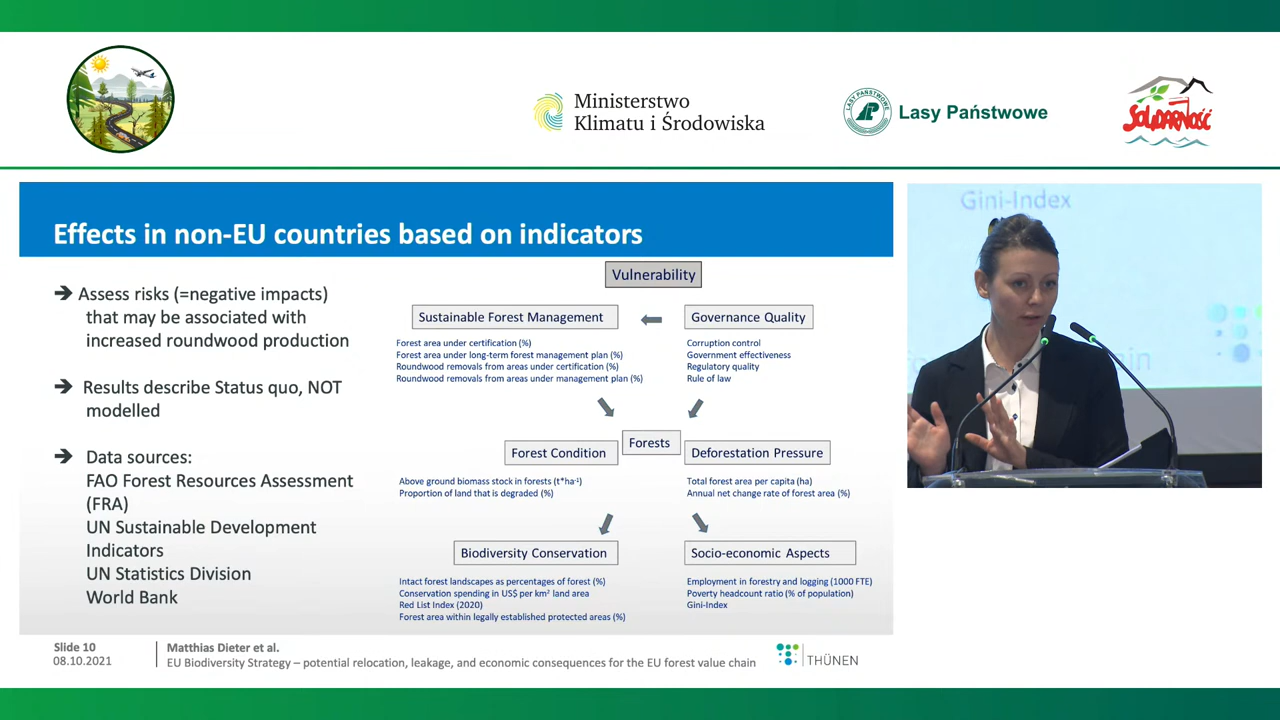 Ministerstwo
Klimatu i Środowiska
LASY PAŃSTWOWE
Lasy Państwowe
SOLIDARNOŚĆ
Effects in non-EU countries based on indicators
➔ Assess risks (=negative impacts)
that may be associated with
increased roundwood production
➔ Results describe Status quo, NOT
modelled
➔ Data sources:
FAO Forest Resources Assessment
(FRA)
UN Sustainable Development
Indicators
UN Statistics Division
World Bank
Vulnerability
Sustainable Forest Management
Forest area under certification (%)
Forest area under long-term forest management plan (%)
Roundwood removals from areas under certification (%)
Roundwood removals from areas under management plan (%)
Governance Quality
Corruption control
Government effectiveness
Regulatory quality
Rule of law
Forests
Forest Condition
Above ground biomass stock in forests (t*ha-¹)
Proportion of land that is degraded (%)
Deforestation Pressure
Total forest area per capita (ha)
Annual net change rate of forest area (%)
Biodiversity Conservation
Intact forest landscapes as percentages of forest (%)
Conservation spending in US$ per km² land area
Red List Index (2020)
Forest area within legally established protected areas (%)
Socio-economic Aspects
Employment in forestry and logging (1000 FTE)
Poverty headcount ratio (% of population)
Gini-Index
Gini-Index
Slide 10
08.10.2021
Matthias Dieter et al.
EU Biodiversity Strategy – potential relocation, leakage, and economic consequences for the EU forest value chain
THÜNEN